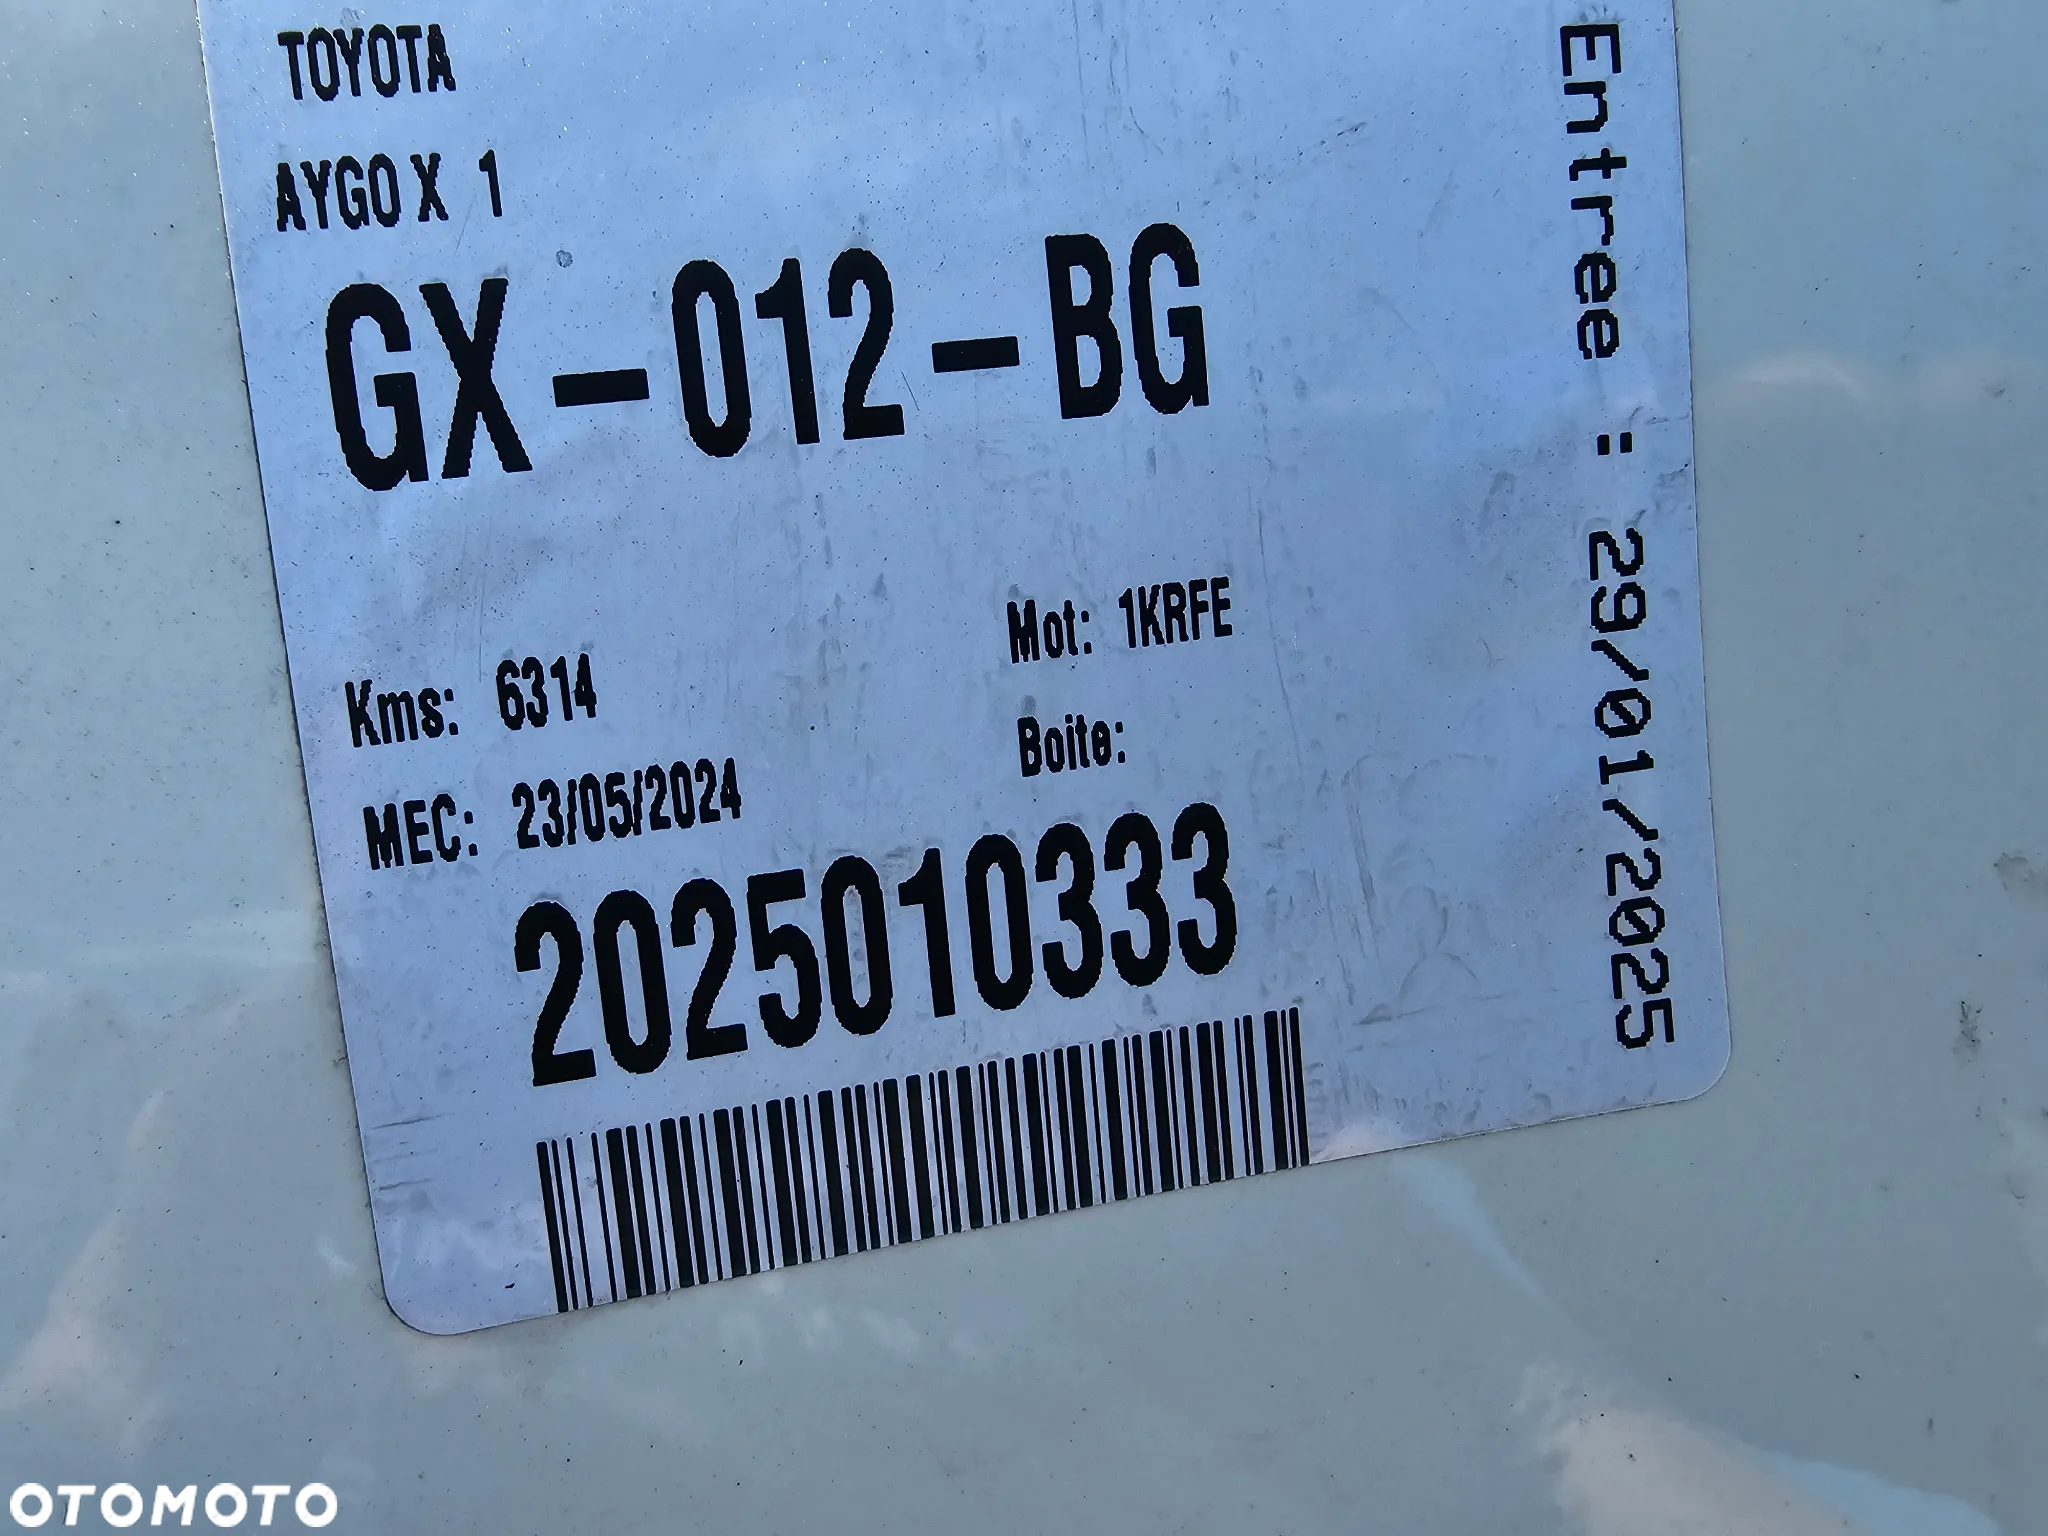 TOYOTA
AYGO X 1
GX-012-BG
Kms: 6314
Mot: 1KRFE
MEC: 23/05/2024
Boite:
2025010333
Entree : 29/01/2025
OTOMOTO